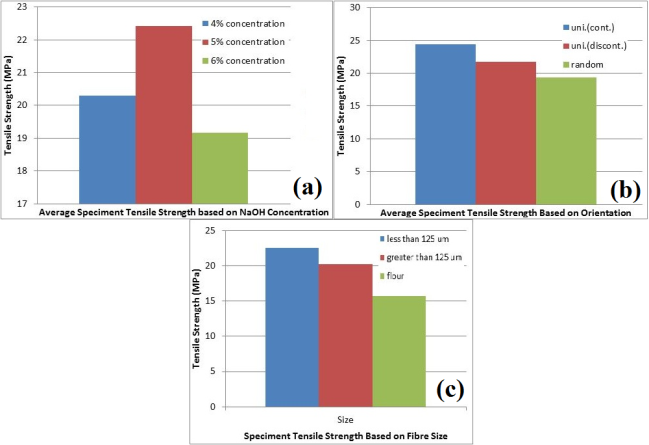 23
22
21
20
19
18
17
Tensile Strength (MPa)
4% concentration
5% concentration
6% concentration
(a)
Average Speciment Tensile Strength based on NaOH Concentration
30
25
20
15
10
5
0
Tensile Strength (MPa)
uni.(cont.)
uni.(discont.)
random
(b)
Average Speciment Tensile Strength Based on Orientation
25
20
15
10
5
0
Tensile Strength (MPa)
less than 125 um
greater than 125 um
flour
(c)
Size
Speciment Tensile Strength Based on Fibre Size